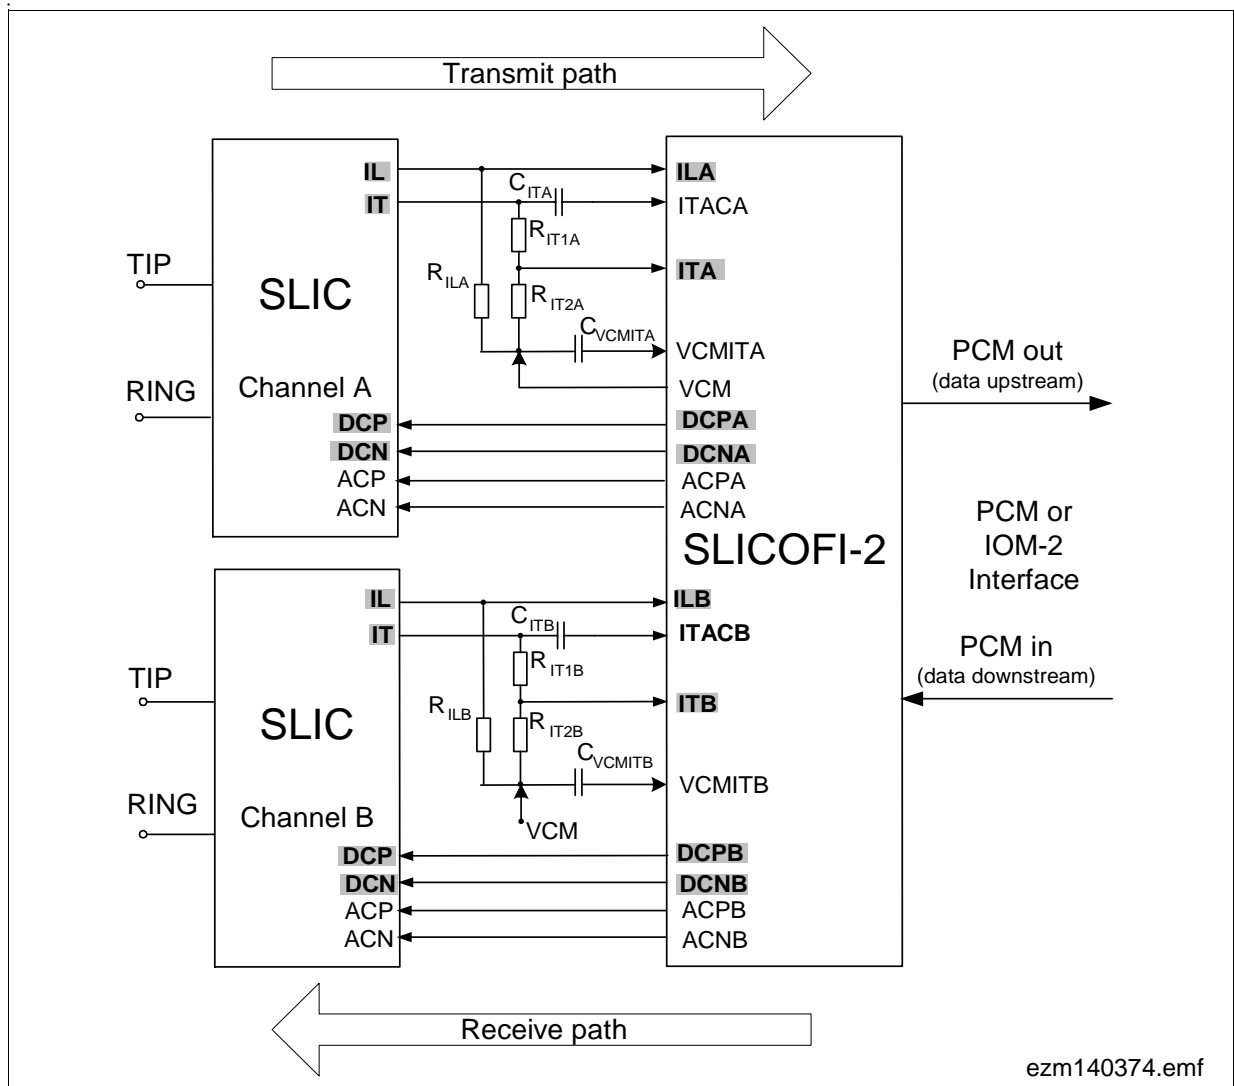 Transmit path
IL
IT
C ITA
R IT1A
R ILA
R IT2A
C VCMITA
TIP
SLIC
RING
Channel A
DCP
DCN
ACP
ACN
ILA
ITACA
ITA
VCMITA
VCM
DCPA
DCNA
ACPA
ACNA
SLICOFI-2
PCM out
(data upstream)
PCM or
IOM-2
Interface
PCM in
(data downstream)
IL
IT
C ITB
R IT1B
R ILB
R IT2B
C VCMITB
VCM
TIP
SLIC
RING
Channel B
DCP
DCN
ACP
ACN
ILB
ITACB
ITB
VCMITB
DCPB
DCNB
ACPB
ACNB
Receive path
ezm140374.emf